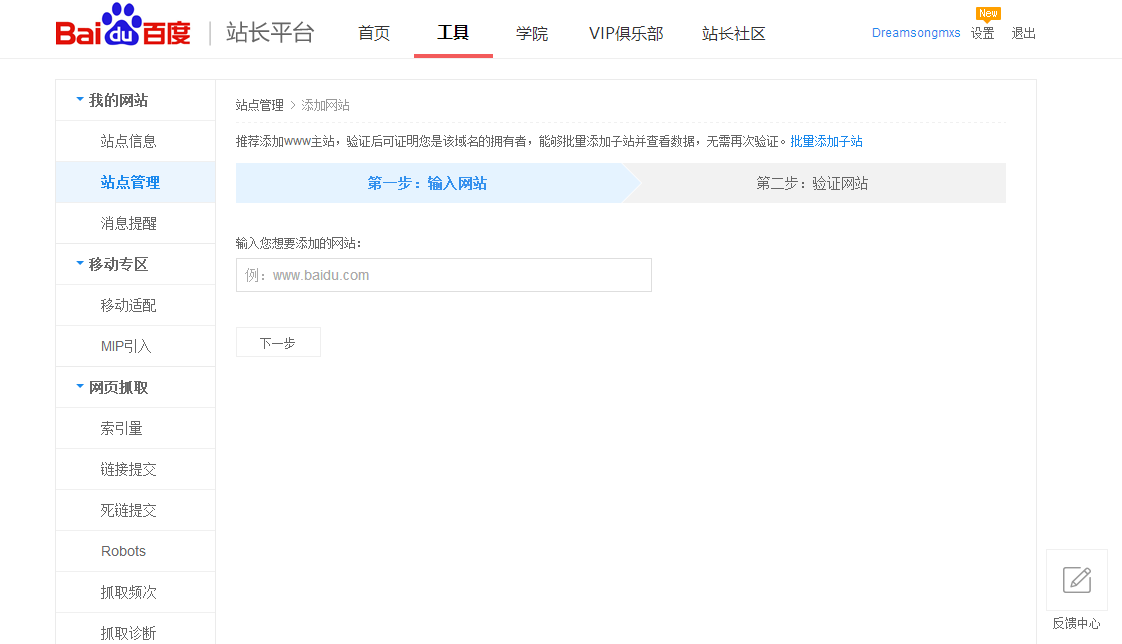 Baidu百度 站长平台 首页 工具 学院 VIP俱乐部 站长社区 Dreamsongmxs New 设置 退出
我的网站
站点信息
站点管理
消息提醒
移动专区
移动适配
MIP引入
网页抓取
索引量
链接提交
死链提交
Robots
抓取频次
抓取诊断
站点管理 > 添加网站
推荐添加www主站，验证后可证明您是该域名的拥有者，能够批量添加子站并查看数据，无需再次验证。批量添加子站
第一步：输入网站 第二步：验证网站
输入您想要添加的网站：
例：www.baidu.com
下一步
反馈中心